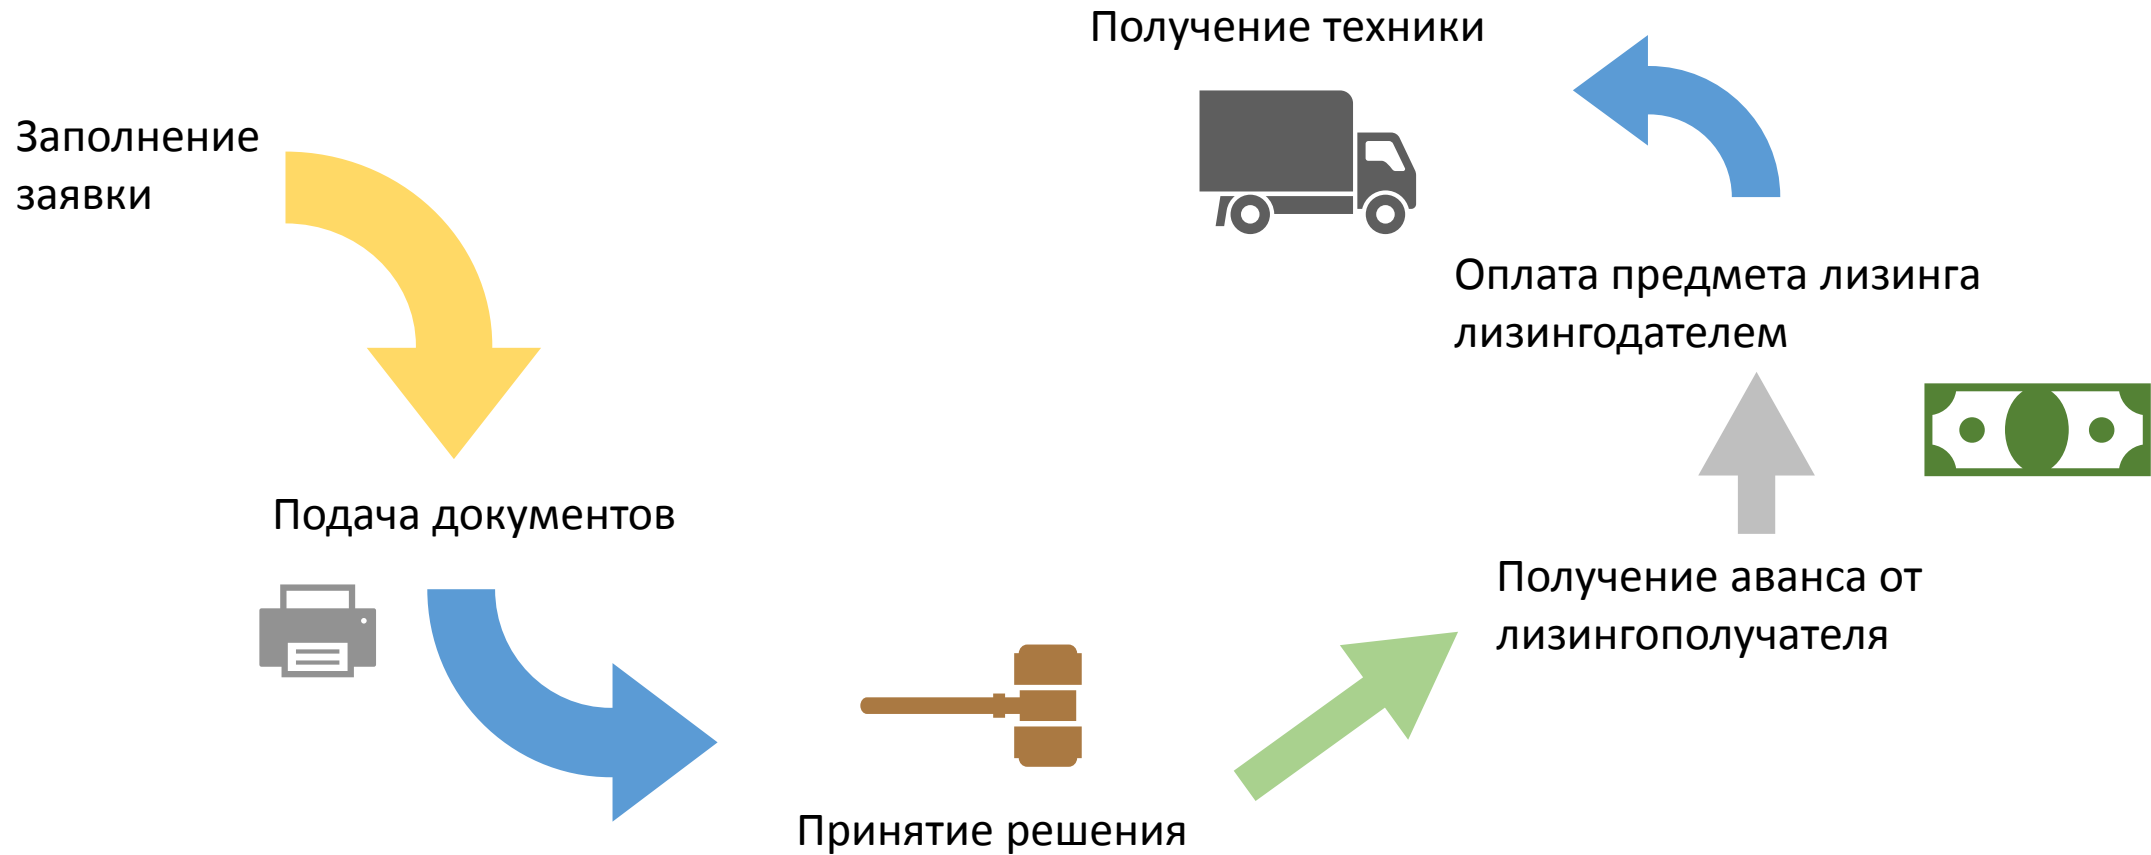 Заполнение
заявки
Подача документов
Принятие решения
Получение аванса от
лизингополучателя
Оплата предмета лизинга
лизингодателем
Получение техники